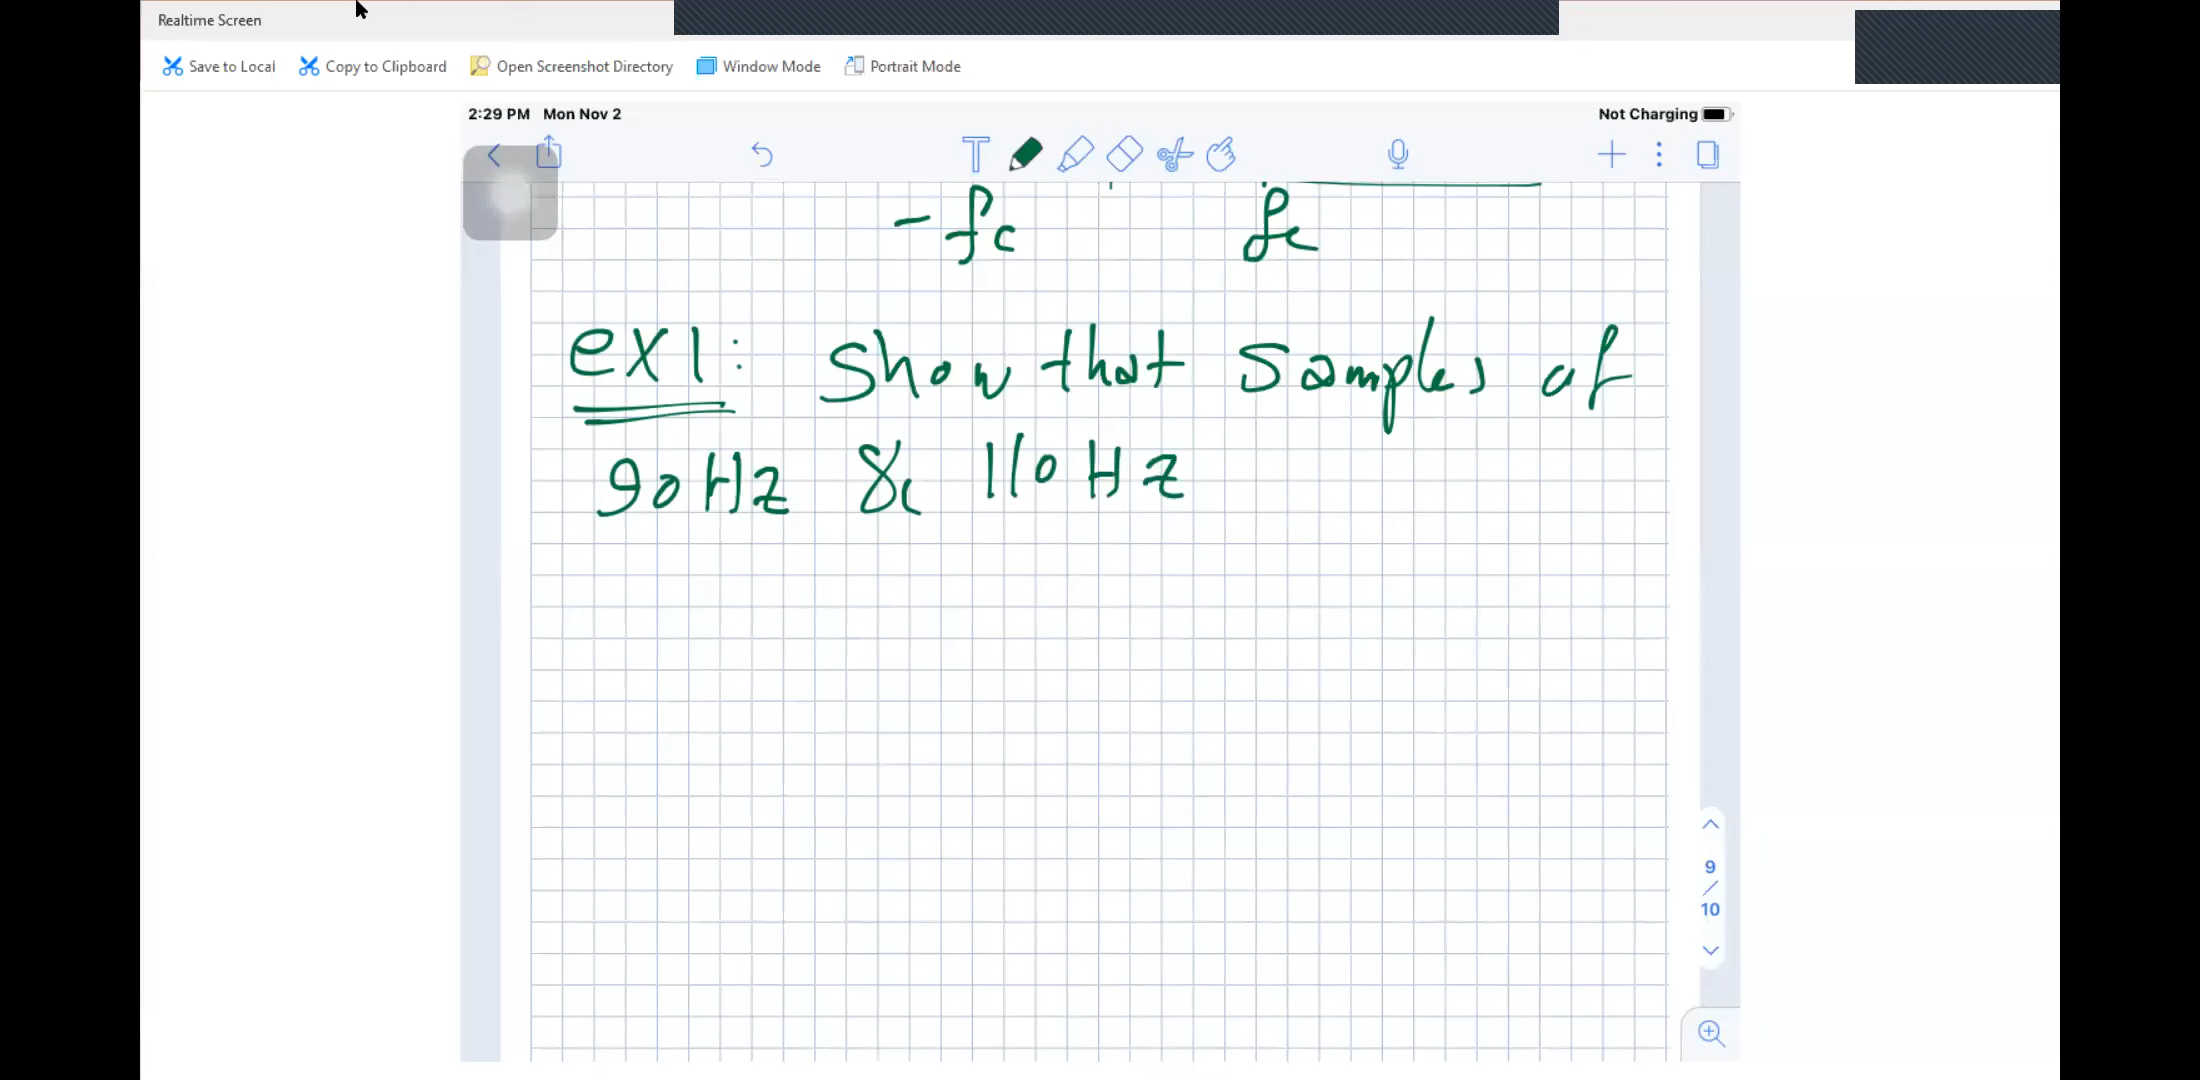 Realtime Screen
Save to Local Copy to Clipboard Open Screenshot Directory Window Mode Portrait Mode
2:29 PM Mon Nov 2 Not Charging
T
-fc fc
ex1: Show that Samples of
90Hz & 110Hz
9
/
10